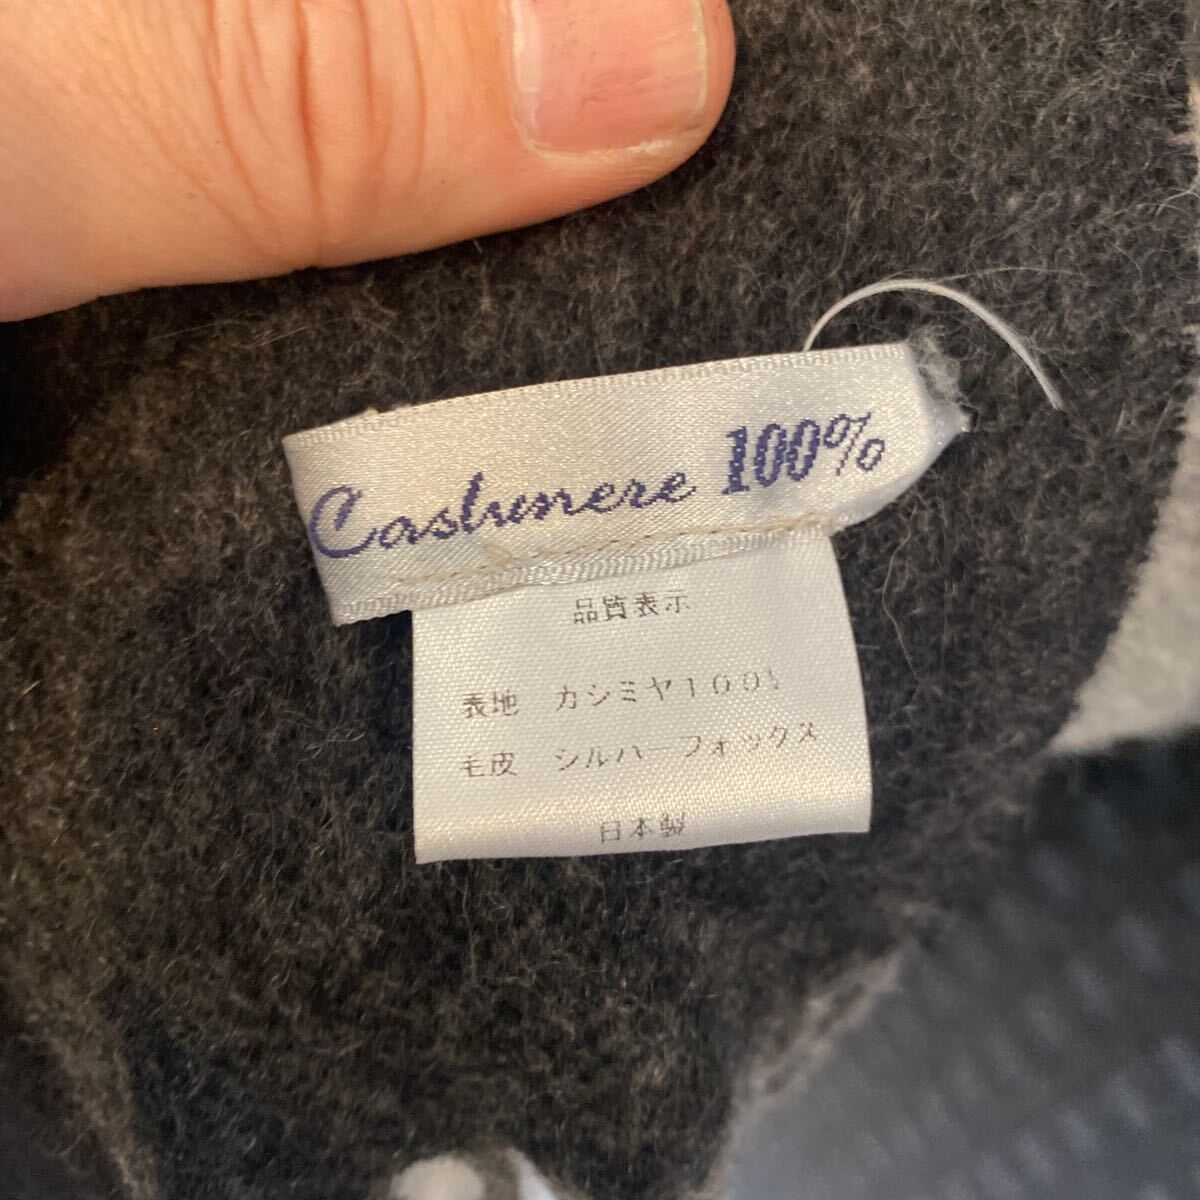 Cashmere 100%
品質表示
表地 カシミヤ100%
毛皮 シルバーフォックス
日本製